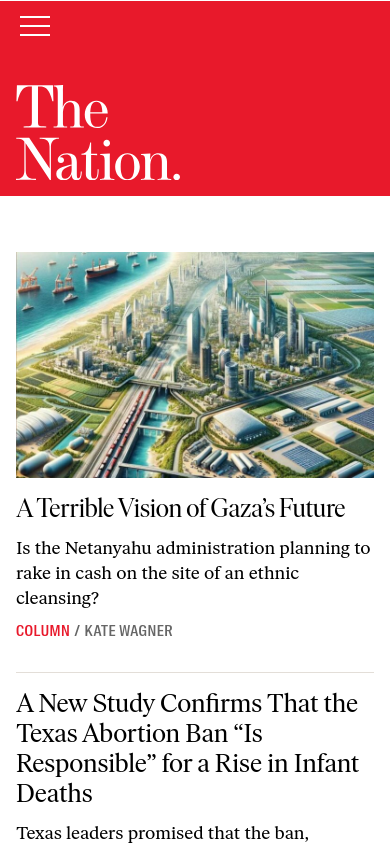 The
Nation.
A Terrible Vision of Gaza’s Future
Is the Netanyahu administration planning to
rake in cash on the site of an ethnic
cleansing?
COLUMN / KATE WAGNER
A New Study Confirms That the
Texas Abortion Ban “Is
Responsible” for a Rise in Infant
Deaths
Texas leaders promised that the ban,